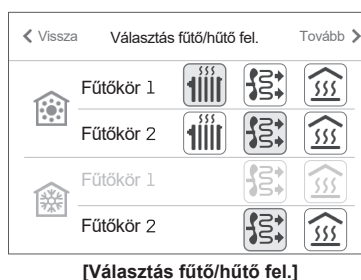 Vissza Választás fűtő/hűtő fel. Tovább
Fűtőkör 1
Fűtőkör 2
Fűtőkör 1
Fűtőkör 2
[Választás fűtő/hűtő fel.]